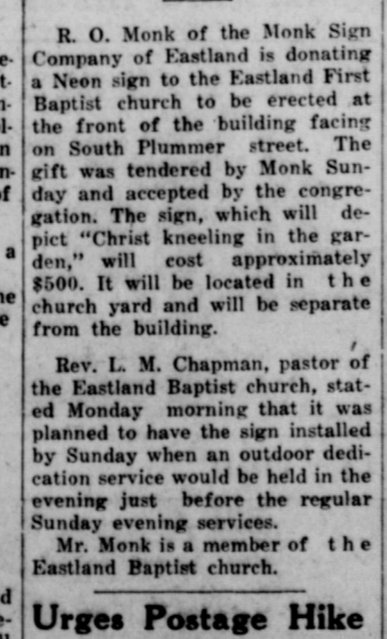 R. O. Monk of the Monk Sign
Company of Eastland is donating
a Neon sign to the Eastland First
Baptist church to be erected at
the front of the building facing
on South Plummer street. The
gift was tendered by Monk Sun-
day and accepted by the congre-
gation. The sign, which will de-
pict "Christ kneeling in the gar-
den," will cost approximately
$500. It will be located in the
church yard and will be separate
from the building.
Rev. L. M. Chapman, pastor of
the Eastland Baptist church, stat-
ed Monday morning that it was
planned to have the sign installed
by Sunday when an outdoor dedi-
cation service would be held in the
evening just before the regular
Sunday evening services.
Mr. Monk is a member of the
Eastland Baptist church.
Urges Postage Hike